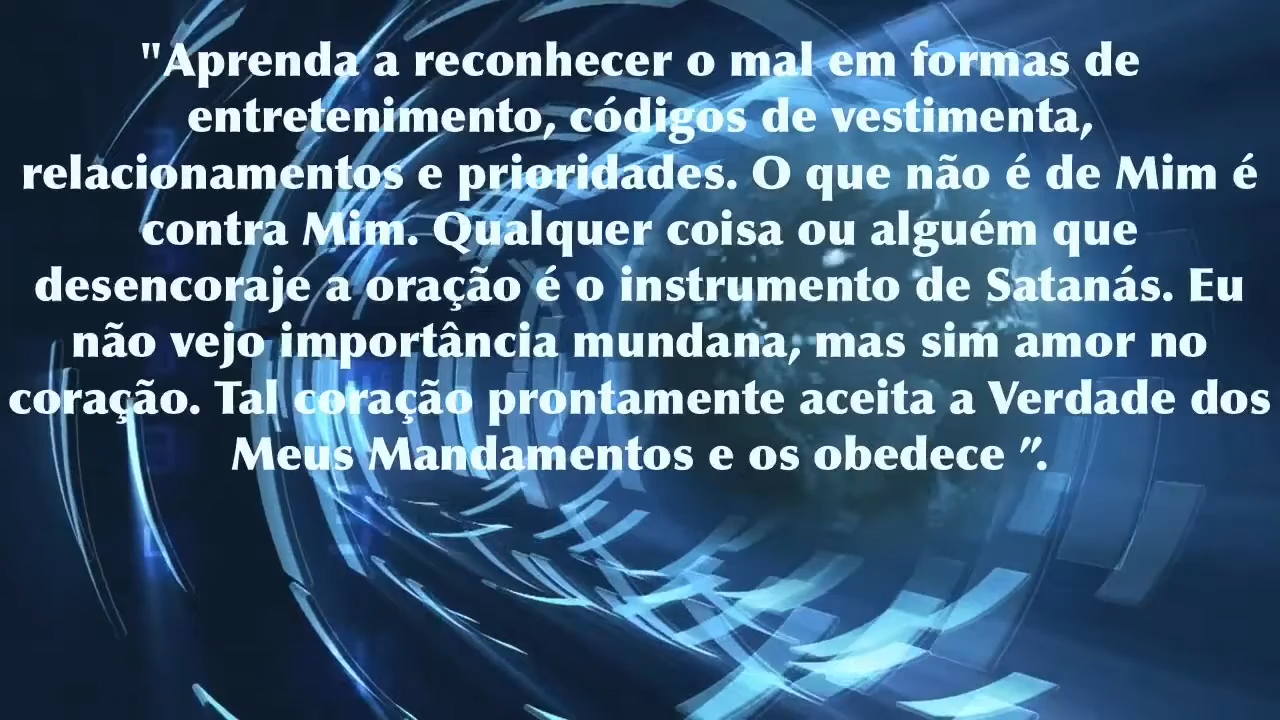 "Aprenda a reconhecer o mal em formas de
entretenimento, códigos de vestimenta,
relacionamentos e prioridades. O que não é de Mim é
contra Mim. Qualquer coisa ou alguém que
desencoraje a oração é o instrumento de Satanás. Eu
não vejo importância mundana, mas sim amor no
coração. Tal coração prontamente aceita a Verdade dos
Meus Mandamentos e os obedece ”.